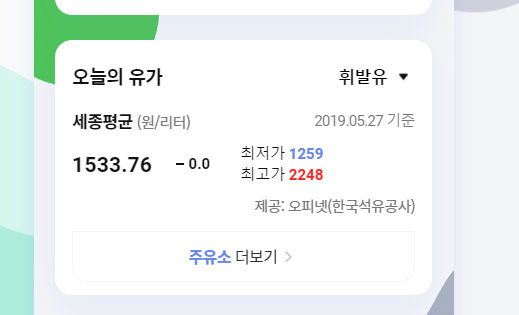 오늘의 유가 휘발유 ▼
세종평균 (원/리터) 2019.05.27 기준
1533.76 – 0.0 최저가 1259
최고가 2248
제공: 오피넷(한국석유공사)
주유소 더보기 >